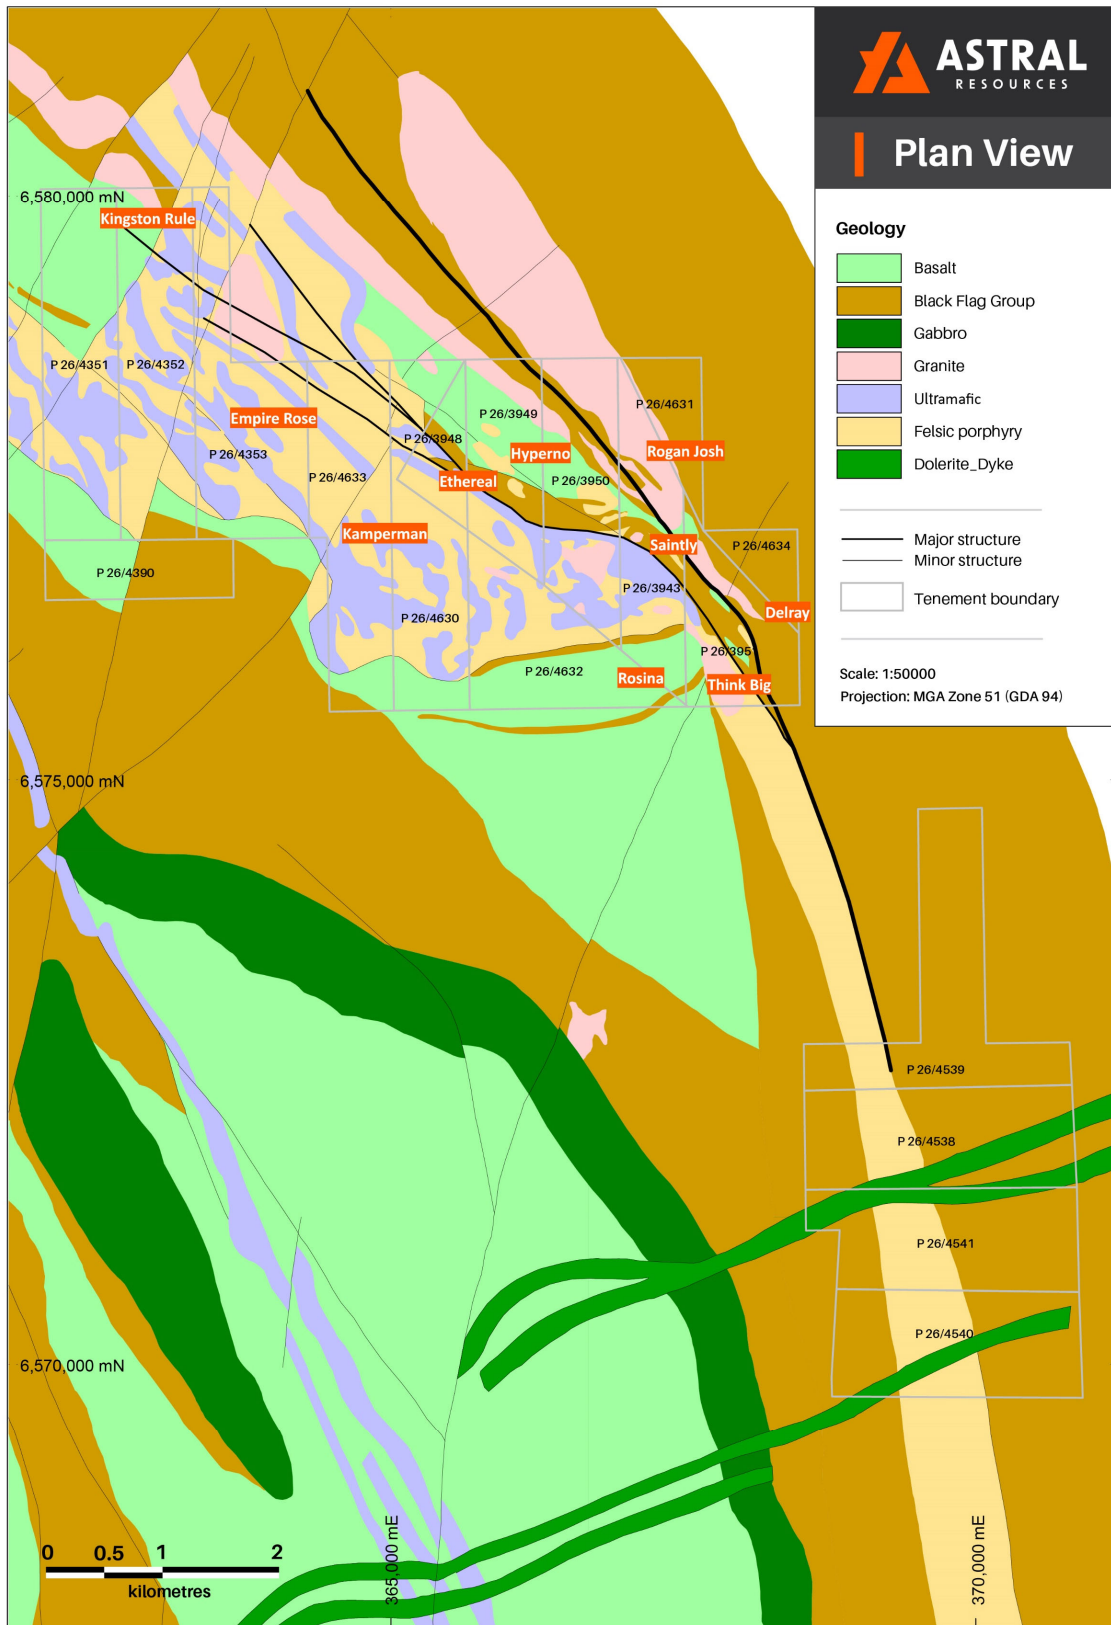 ASTRAL
RESOURCES
Plan View
Geology
Basalt
Black Flag Group
Gabbro
Granite
Ultramafic
Felsic porphyry
Dolerite_Dyke
Major structure
Minor structure
Tenement boundary
Scale: 1:50000
Projection: MGA Zone 51 (GDA 94)
6,580,000 mN
Kingston Rule
P 26/4351
P 26/4352
P 26/4631
P 26/3949
Empire Rose
P 26/3948
Hyperno
Rogan Josh
P 26/4353
P 26/4633
Ethereal
P 26/3950
Kamperman
Saintly
P 26/4634
P 26/4390
P 26/3943
P 26/4630
Delray
P 26/395
P 26/4632
Rosina
Think Big
6,575,000 mN
P 26/4539
P 26/4538
P 26/4541
P 26/4540
6,570,000 mN
0 0.5 1 2
kilometres
365,000 mE
370,000 mE